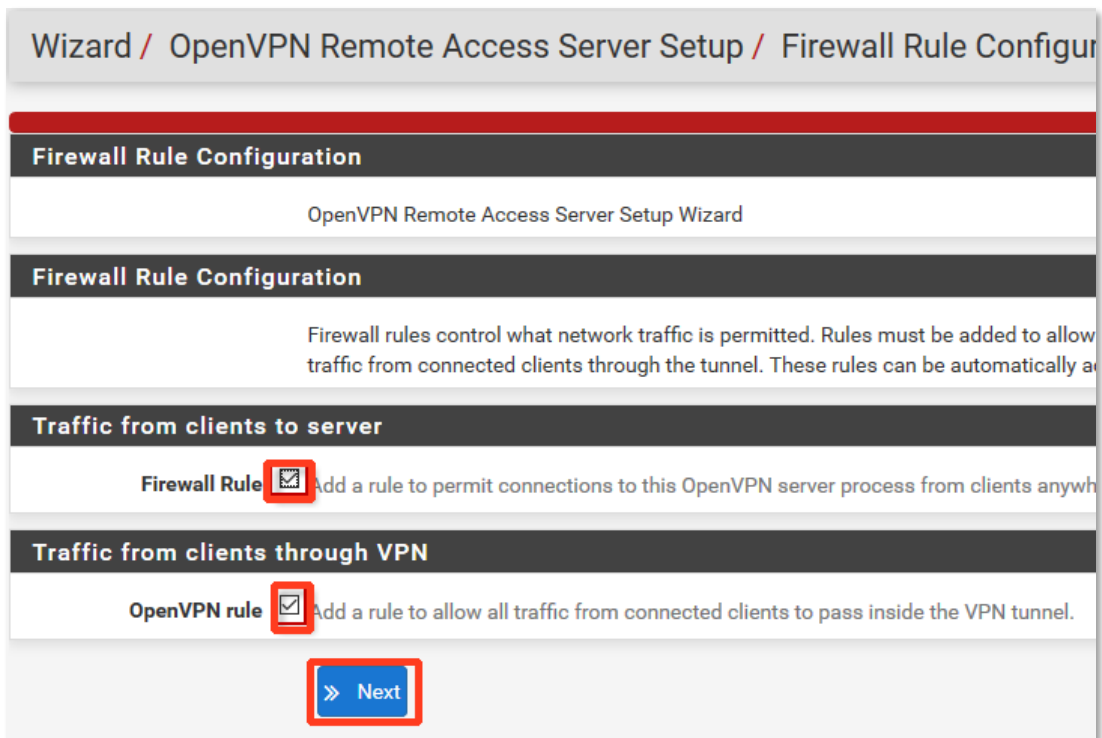 Wizard / OpenVPN Remote Access Server Setup / Firewall Rule Configur
Firewall Rule Configuration
OpenVPN Remote Access Server Setup Wizard
Firewall Rule Configuration
Firewall rules control what network traffic is permitted. Rules must be added to allow
traffic from connected clients through the tunnel. These rules can be automatically a
Traffic from clients to server
Firewall Rule Add a rule to permit connections to this OpenVPN server process from clients anywh
Traffic from clients through VPN
OpenVPN rule Add a rule to allow all traffic from connected clients to pass inside the VPN tunnel.
» Next